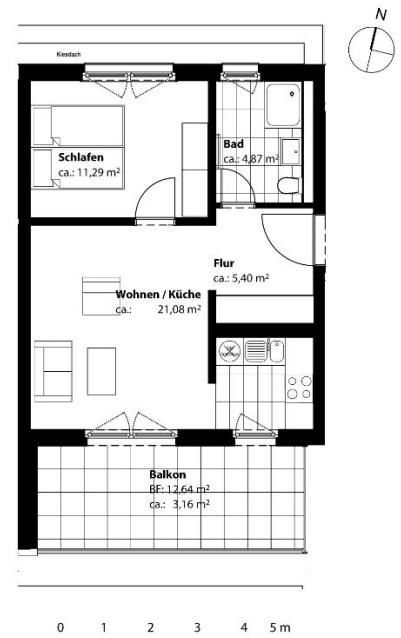 N
Kiesdach
Schlafen
ca.: 11,29 m²
Bad
ca.: 4,87 m²
Flur
ca.: 5,40 m²
Wohnen / Küche
ca.: 21,08 m²
Balkon
BF: 12,64 m²
ca.: 3,16 m²
0 1 2 3 4 5 m